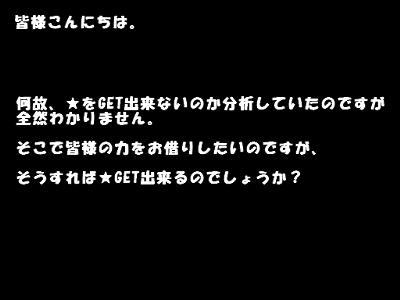 皆様こんにちは。
何故、★をGET出来ないのか分析していたのですが
全然わかりません。
そこで皆様の力をお借りしたいのですが、
そうすれば★GET出来るのでしょうか？